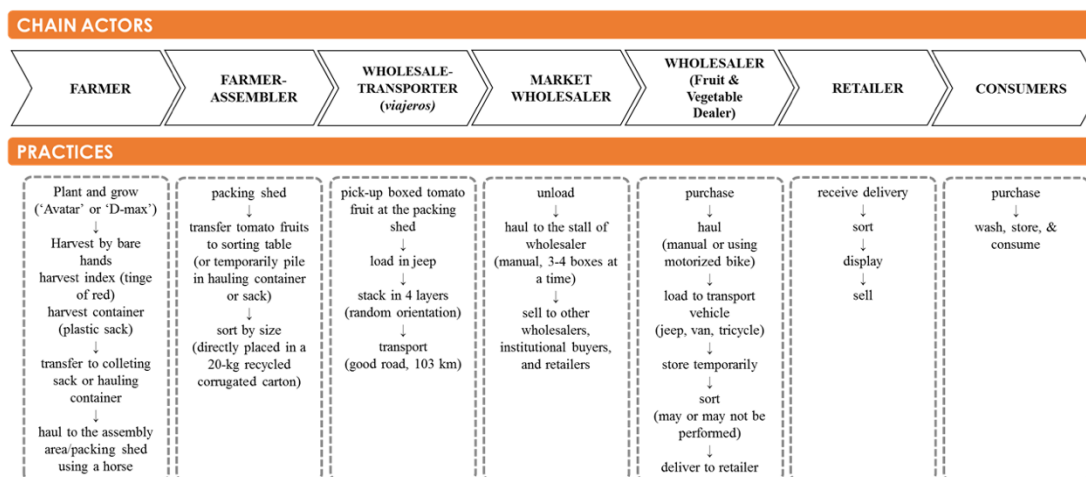 CHAIN ACTORS
FARMER
FARMER-
ASSEMBLER
WHOLESALE-
TRANSPORTER
(viajeros)
MARKET
WHOLESALER
WHOLESALER
(Fruit &
Vegetable
Dealer)
RETAILER
CONSUMERS
PRACTICES
Plant and grow
(‘Avatar’ or ‘D-max’)
↓
Harvest by bare
hands
harvest index (tinge
of red)
harvest container
(plastic sack)
↓
transfer to colleting
sack or hauling
container
↓
haul to the assembly
area/packing shed
using a horse
packing shed
↓
transfer tomato fruits
to sorting table
(or temporarily pile
in hauling container
or sack)
↓
sort by size
(directly placed in a
20-kg recycled
corrugated carton)
pick-up boxed tomato
fruit at the packing
shed
↓
load in jeep
↓
stack in 4 layers
(random orientation)
↓
transport
(good road, 103 km)
unload
↓
haul to the stall of
wholesaler
(manual, 3-4 boxes at
a time)
↓
sell to other
wholesalers,
institutional buyers,
and retailers
purchase
↓
haul
(manual or using
motorized bike)
↓
load to transport
vehicle
(jeep, van, tricycle)
↓
store temporarily
↓
sort
(may or may not be
performed)
↓
deliver to retailer
receive delivery
↓
sort
↓
display
↓
sell
purchase
↓
wash, store, &
consume